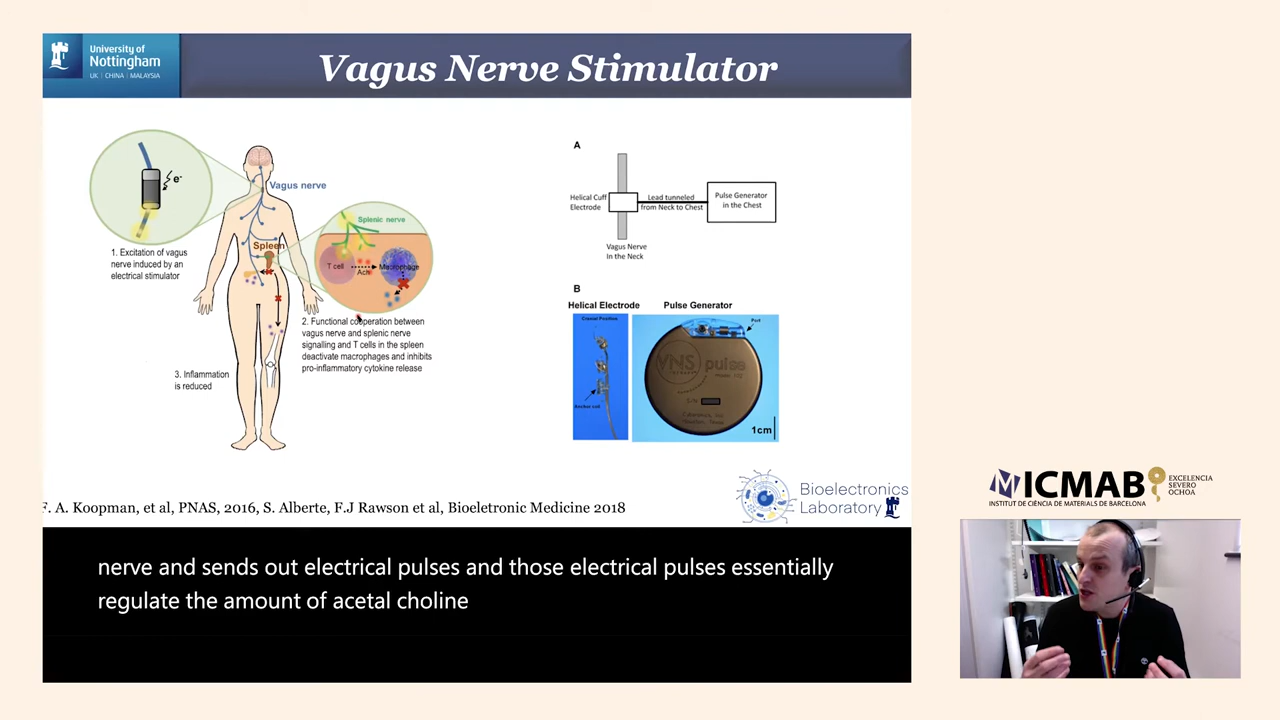 University of
Nottingham
UK | CHINA | MALAYSIA
Vagus Nerve Stimulator
e-
Vagus nerve
1. Excitation of vagus
nerve induced by an
electrical stimulator
Spleen
Splenic nerve
T cell
Ach
Macrophage
2. Functional cooperation between
vagus nerve and splenic nerve
signalling and T cells in the spleen
deactivate macrophages and inhibits
pro-inflammatory cytokine release
3. Inflammation
is reduced
A
Helical Cuff
Electrode
Lead tunneled
from Neck to Chest
Pulse Generator
in the Chest
Vagus Nerve
In the Neck
B
Helical Electrode
Pulse Generator
Cranial Position
Anchor coil
Port
VNS pulse
1cm
F. A. Koopman, et al, PNAS, 2016, S. Alberte, F.J Rawson et al, Bioeletronic Medicine 2018
Bioelectronics
Laboratory
nerve and sends out electrical pulses and those electrical pulses essentially
regulate the amount of acetal choline
ICMAB
EXCELENCIA
SEVERO
OCHOA
INSTITUT DE CIÈNCIA DE MATERIALS DE BARCELONA